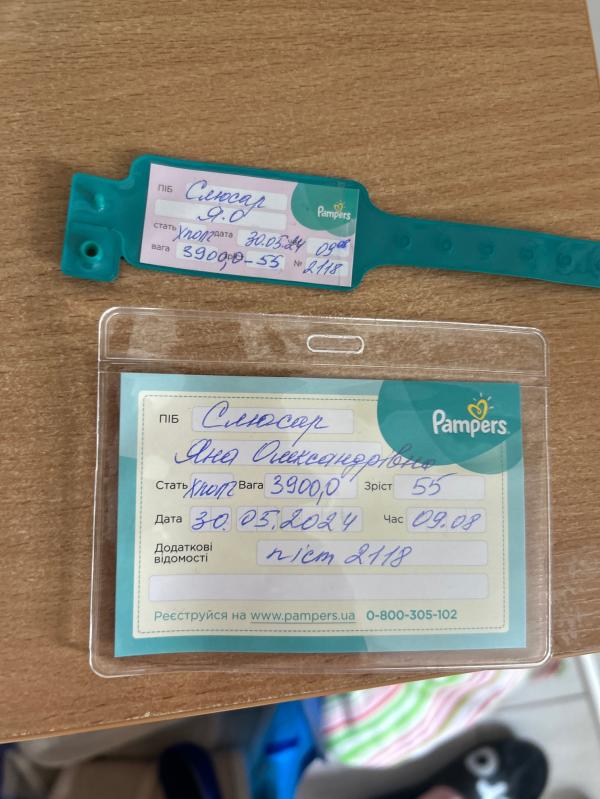 ПІБ Слюсар
Я.О
Pampers
стать Хлоп дата 30.05.24 09 08
вага 3900,0-55 № 2118
Pampers
ПІБ Слюсар
Яна Олександрівна
Стать Хлоп Вага 3900,0 Зріст 55
Дата 30.05.2024 Час 09.08
Додаткові
відомості піст 2118
Реєструйся на www.pampers.ua 0-800-305-102